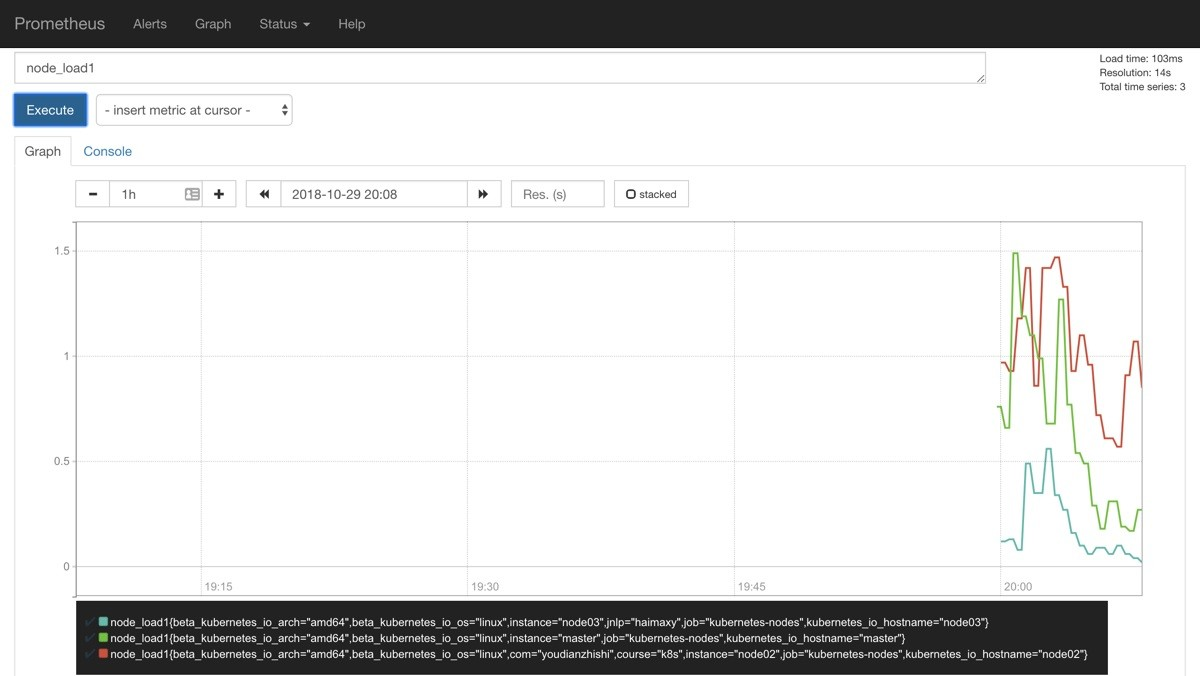 Prometheus Alerts Graph Status Help
node_load1
Load time: 103ms
Resolution: 14s
Total time series: 3
Execute - insert metric at cursor -
Graph Console
1h 2018-10-29 20:08 Res. (s) stacked
1.5
1
0.5
0
19:15 19:30 19:45 20:00
node_load1{beta_kubernetes_io_arch="amd64",beta_kubernetes_io_os="linux",instance="node03",jnlp="haimaxy",job="kubernetes-nodes",kubernetes_io_hostname="node03"}
node_load1{beta_kubernetes_io_arch="amd64",beta_kubernetes_io_os="linux",instance="master",job="kubernetes-nodes",kubernetes_io_hostname="master"}
node_load1{beta_kubernetes_io_arch="amd64",beta_kubernetes_io_os="linux",com="youdianzhishi",course="k8s",instance="node02",job="kubernetes-nodes",kubernetes_io_hostname="node02"}